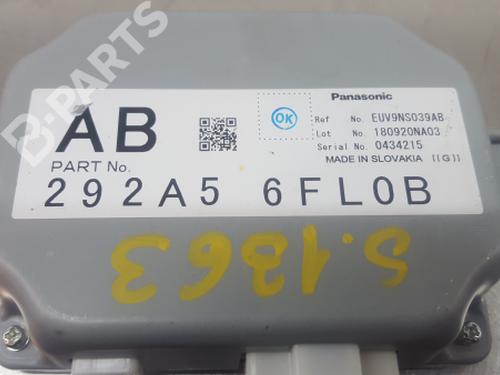 B-PARTS
AB
OK
Panasonic
Ref No. EUV9NS039AB
Lot No. 180920NA03
Serial No. 0434215
MADE IN SLOVAKIA [[G]]
PART No.
292A5 6FL0B
S.1363